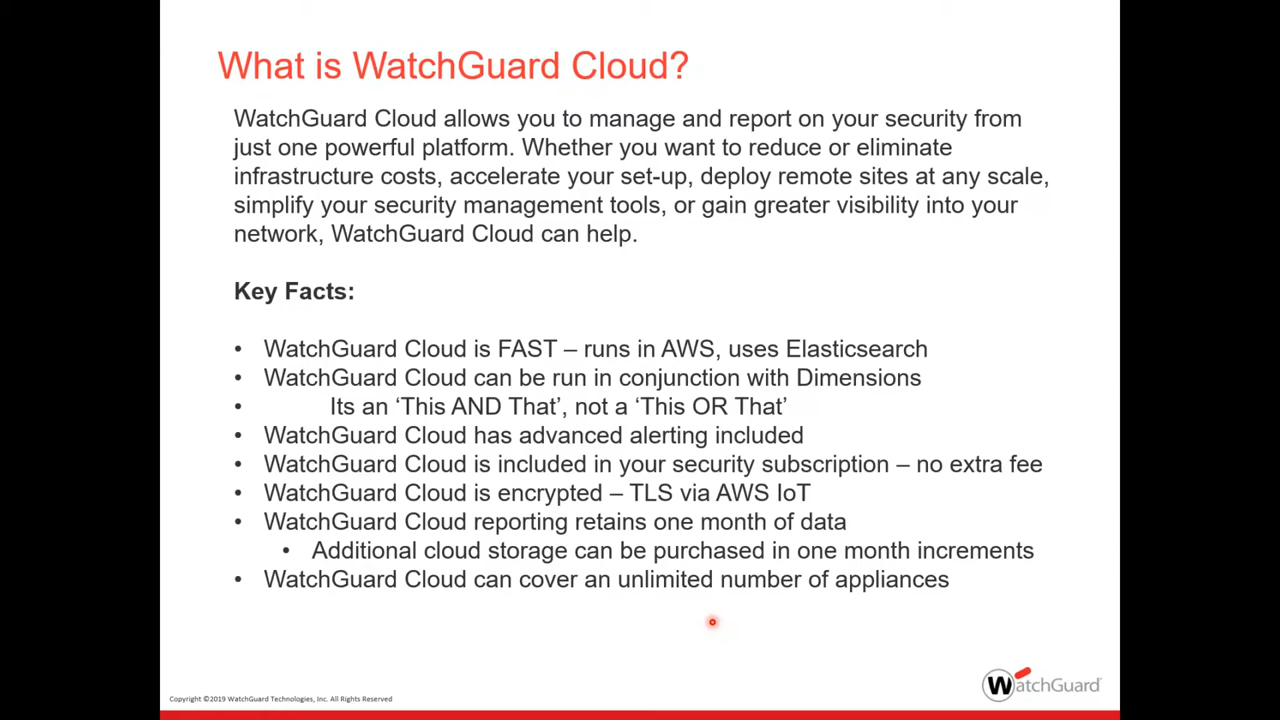 What is WatchGuard Cloud?
WatchGuard Cloud allows you to manage and report on your security from
just one powerful platform. Whether you want to reduce or eliminate
infrastructure costs, accelerate your set-up, deploy remote sites at any scale,
simplify your security management tools, or gain greater visibility into your
network, WatchGuard Cloud can help.
Key Facts:
• WatchGuard Cloud is FAST – runs in AWS, uses Elasticsearch
• WatchGuard Cloud can be run in conjunction with Dimensions
• Its an ‘This AND That’, not a ‘This OR That’
• WatchGuard Cloud has advanced alerting included
• WatchGuard Cloud is included in your security subscription – no extra fee
• WatchGuard Cloud is encrypted – TLS via AWS IoT
• WatchGuard Cloud reporting retains one month of data
• Additional cloud storage can be purchased in one month increments
• WatchGuard Cloud can cover an unlimited number of appliances
Copyright ©2019 WatchGuard Technologies, Inc. All Rights Reserved
WatchGuard